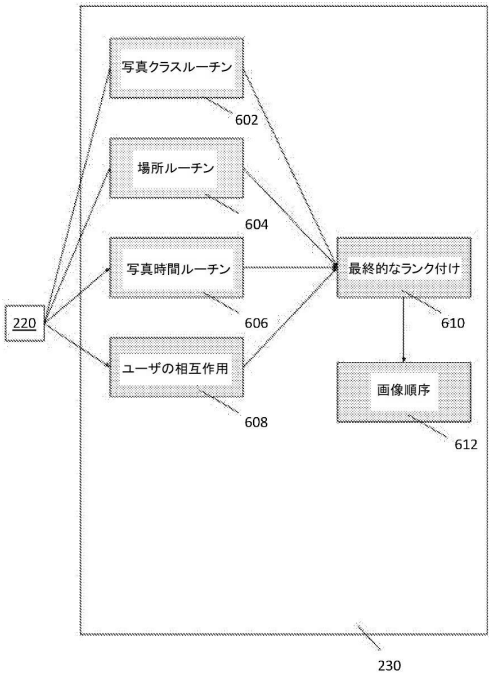 写真クラスルーチン
602
場所ルーチン
604
写真時間ルーチン
606
最終的なランク付け
610
220
ユーザの相互作用
608
画像順序
612
230